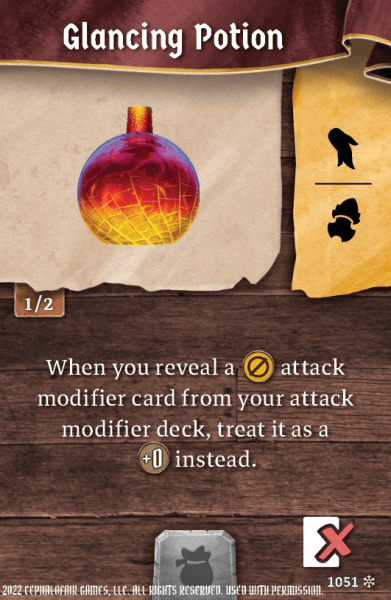 Glancing Potion
1/2
When you reveal a attack
modifier card from your attack
modifier deck, treat it as a
+0 instead.
1051
2022 CEPHALOFAIR GAMES, LLC. ALL RIGHTS RESERVED. USED WITH PERMISSION.